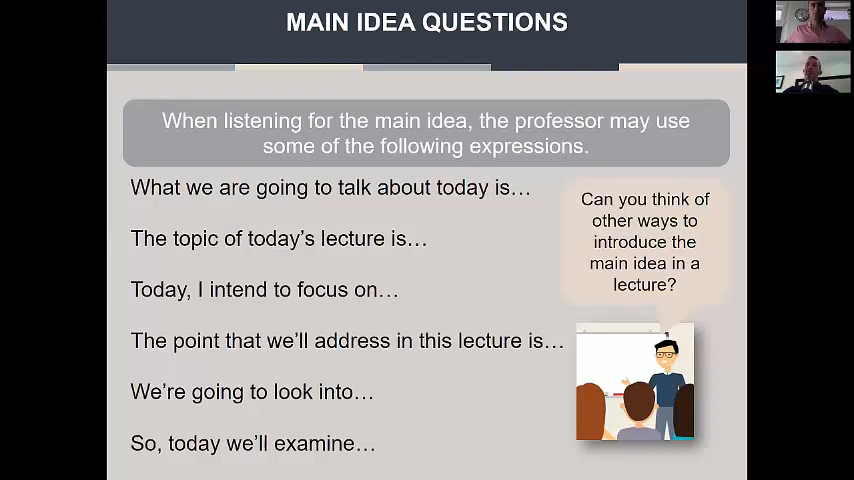 MAIN IDEA QUESTIONS
When listening for the main idea, the professor may use
some of the following expressions.
What we are going to talk about today is…
The topic of today’s lecture is…
Today, I intend to focus on…
The point that we’ll address in this lecture is…
We’re going to look into…
So, today we’ll examine…
Can you think of
other ways to
introduce the
main idea in a
lecture?